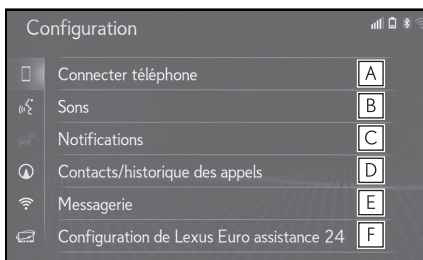 Configuration
Connecter téléphone A
Sons B
Notifications C
Contacts/historique des appels D
Messagerie E
Configuration de Lexus Euro assistance 24 F